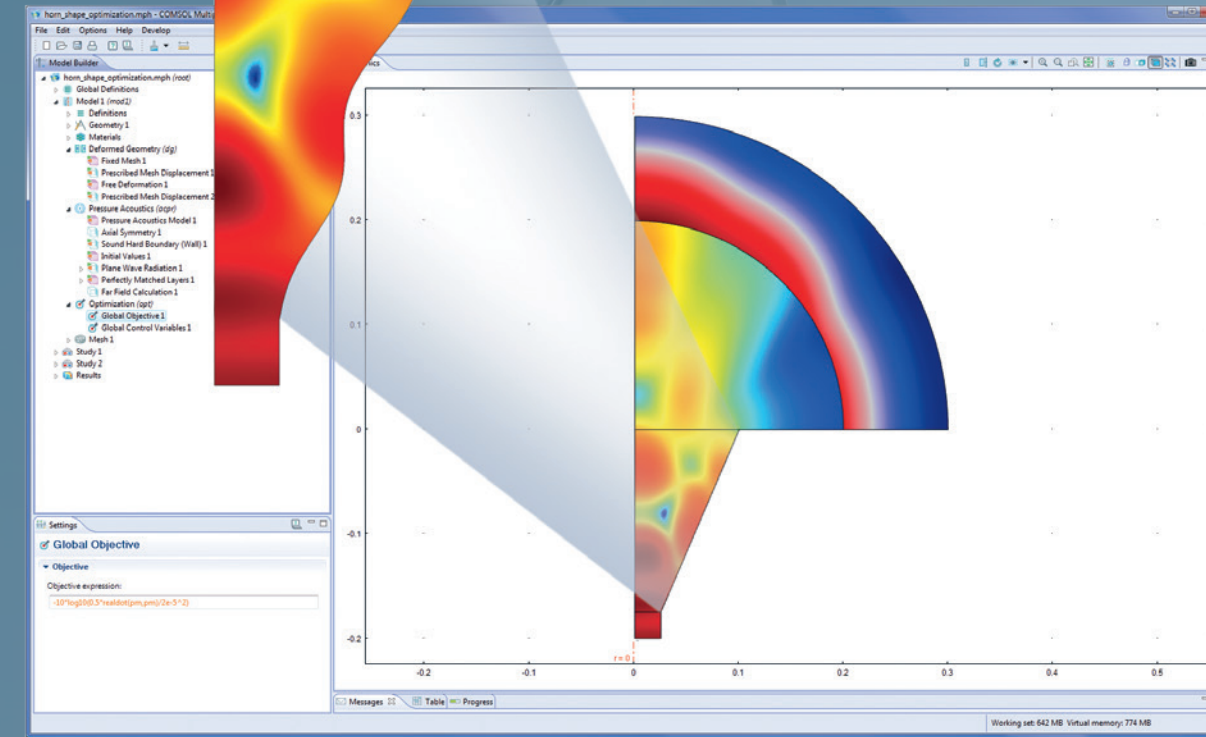 horn_shape_optimization.mph - COMSOL Mult
File Edit Options Help Develop
Model Builder
horn_shape_optimization.mph (root)
Global Definitions
Model 1 (mod1)
Definitions
Geometry 1
Materials
Deformed Geometry (dg)
Fixed Mesh 1
Prescribed Mesh Displacement 1
Free Deformation 1
Prescribed Mesh Displacement 2
Pressure Acoustics (acpr)
Pressure Acoustics Model 1
Axial Symmetry 1
Sound Hard Boundary (Wall) 1
Initial Values 1
Plane Wave Radiation 1
Perfectly Matched Layers 1
Far Field Calculation 1
Optimization (opt)
Global Objective 1
Global Control Variables 1
Mesh 1
Study 1
Study 2
Results
Settings
Global Objective
Objective
Objective expression:
-10*log10(0.5*realdot(pm,pm)/2e-5^2)
ics
0.3
0.2
0.1
0
-0.1
-0.2
r=0
-0.2 -0.1 0 0.1 0.2 0.3 0.4 0.5
Messages Table Progress
Working set: 642 MB Virtual memory: 774 MB